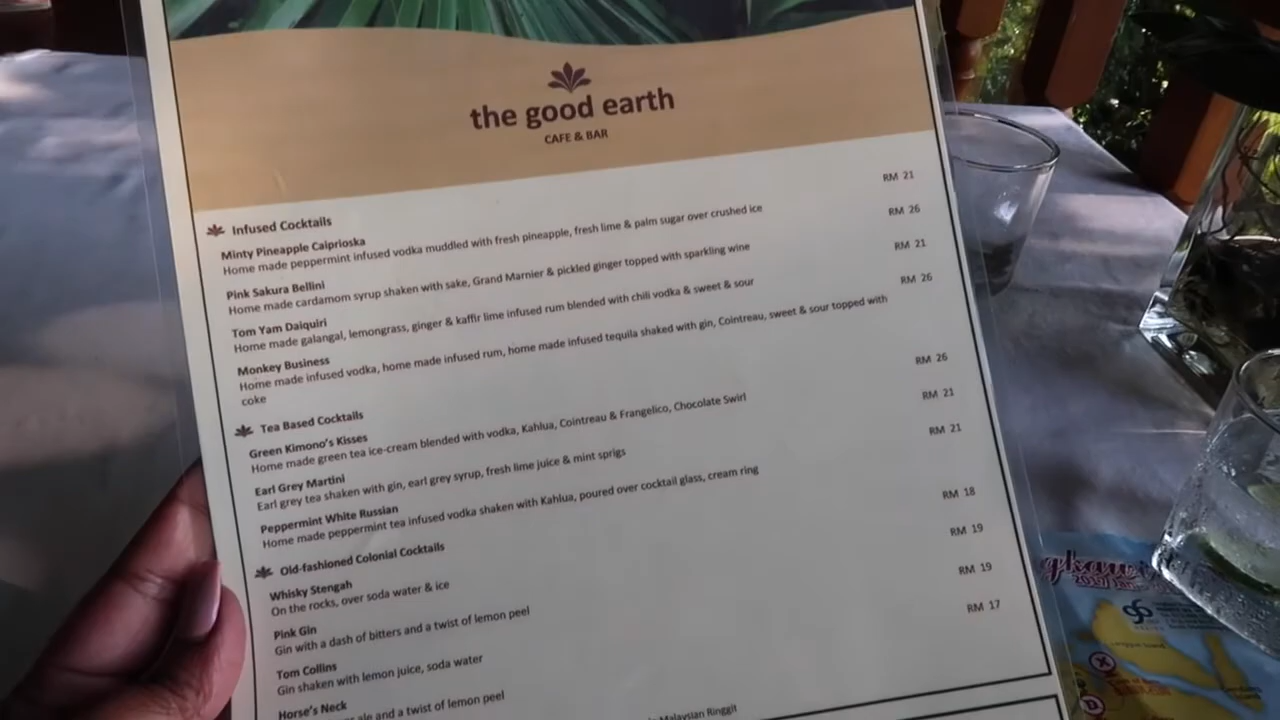 the good earth
CAFE & BAR
Infused Cocktails
Minty Pineapple Caiprioska RM 21
Home made peppermint infused vodka muddled with fresh pineapple, fresh lime & palm sugar over crushed ice
Pink Sakura Bellini RM 26
Home made cardamom syrup shaken with sake, Grand Marnier & pickled ginger topped with sparkling wine
Tom Yam Daiquiri RM 21
Home made galangal, lemongrass, ginger & kaffir lime infused rum blended with chili vodka & sweet & sour
Monkey Business RM 26
Home made infused vodka, home made infused rum, home made infused tequila shaked with gin, Cointreau, sweet & sour topped with
coke
Tea Based Cocktails
Green Kimono's Kisses RM 26
Home made green tea ice-cream blended with vodka, Kahlua, Cointreau & Frangelico, Chocolate Swirl
Earl Grey Martini RM 21
Earl grey tea shaken with gin, earl grey syrup, fresh lime juice & mint sprigs
Peppermint White Russian RM 21
Home made peppermint tea infused vodka shaken with Kahlua, poured over cocktail glass, cream ring
Old-fashioned Colonial Cocktails
Whisky Stengah RM 18
On the rocks, over soda water & ice
Pink Gin RM 19
Gin with a dash of bitters and a twist of lemon peel
Tom Collins RM 19
Gin shaken with lemon juice, soda water
Horse's Neck RM 17
ale and a twist of lemon peel
Malaysian Ringgit